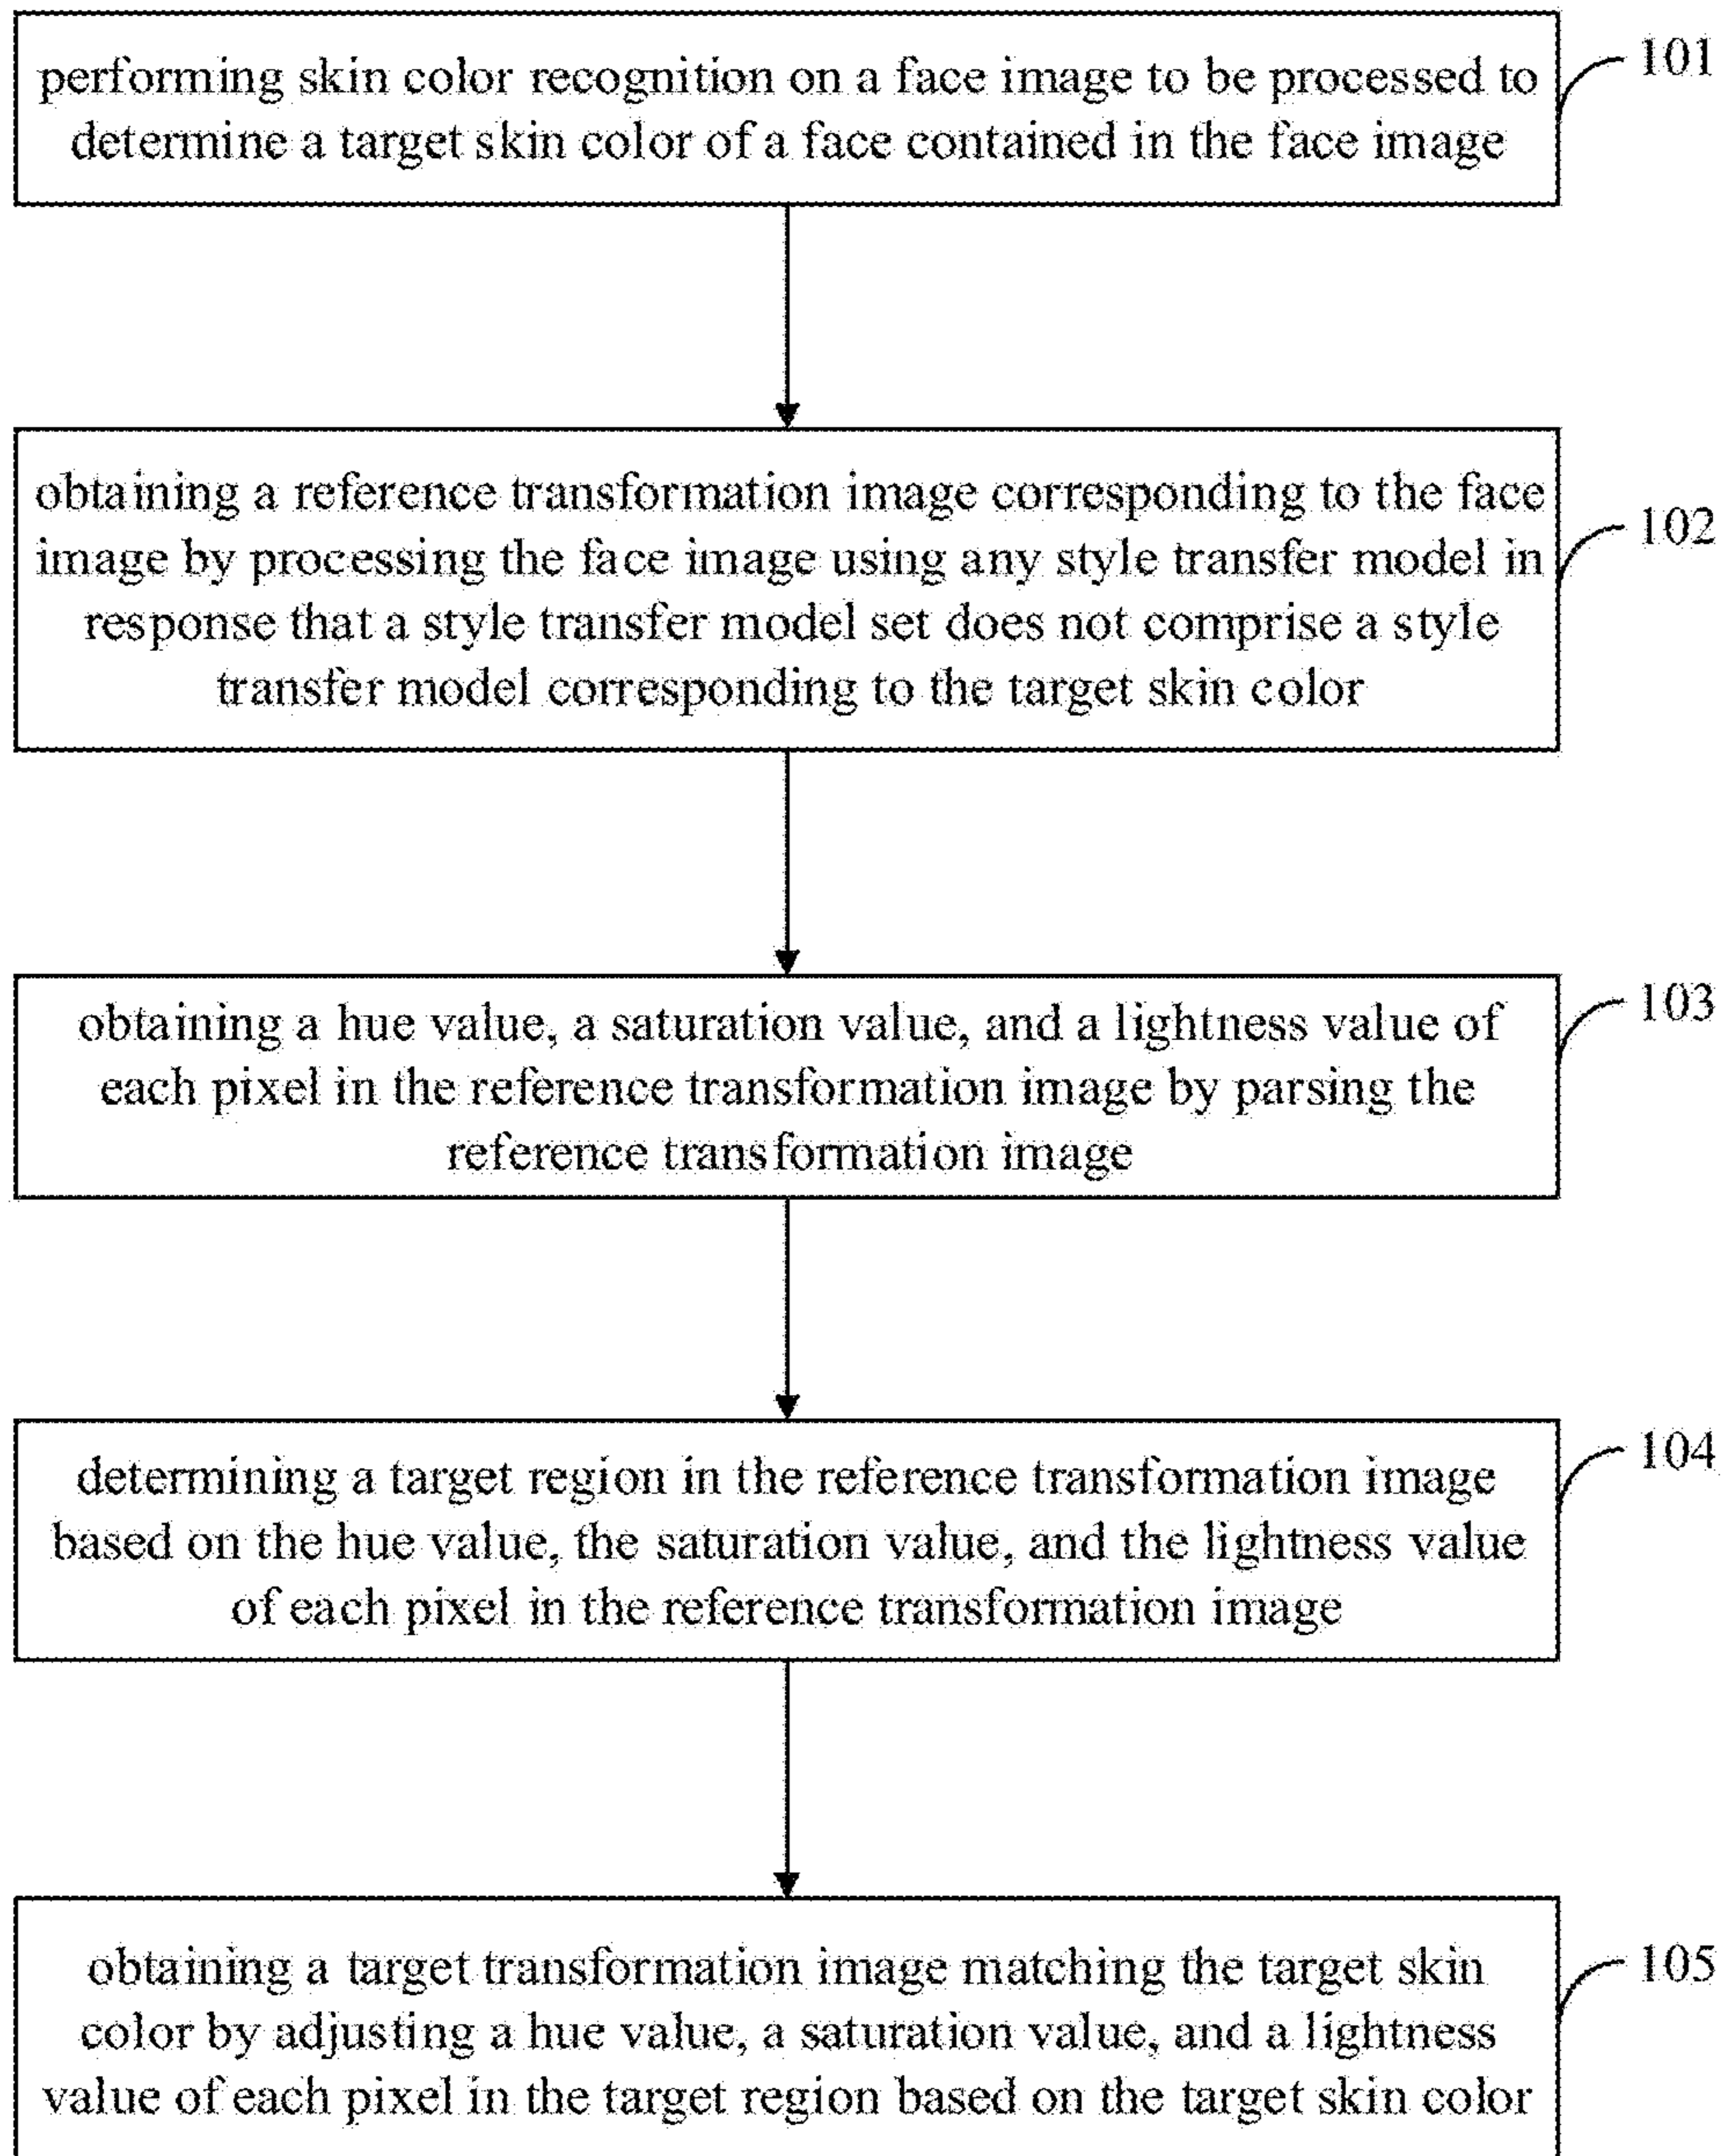 performing skin color recognition on a face image to be processed to
determine a target skin color of a face contained in the face image
101
obtaining a reference transformation image corresponding to the face
image by processing the face image using any style transfer model in
response that a style transfer model set does not comprise a style
transfer model corresponding to the target skin color
102
obtaining a hue value, a saturation value, and a lightness value of
each pixel in the reference transformation image by parsing the
reference transformation image
103
determining a target region in the reference transformation image
based on the hue value, the saturation value, and the lightness value
of each pixel in the reference transformation image
104
obtaining a target transformation image matching the target skin
color by adjusting a hue value, a saturation value, and a lightness
value of each pixel in the target region based on the target skin color
105